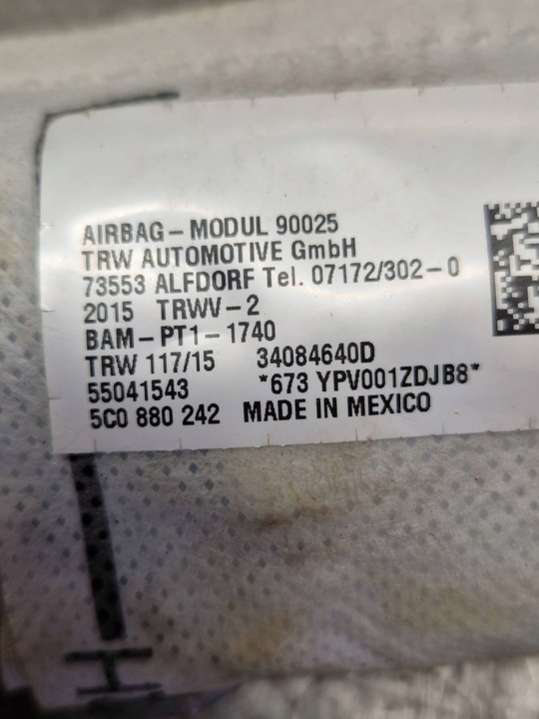 AIRBAG-MODUL 90025
TRW AUTOMOTIVE GmbH
73553 ALFDORF Tel. 07172/302-0
2015 TRWV-2
BAM-PT1-1740
TRW 117/15 34084640D
55041543 *673 YPV001ZDJB8*
5C0 880 242 MADE IN MEXICO
H